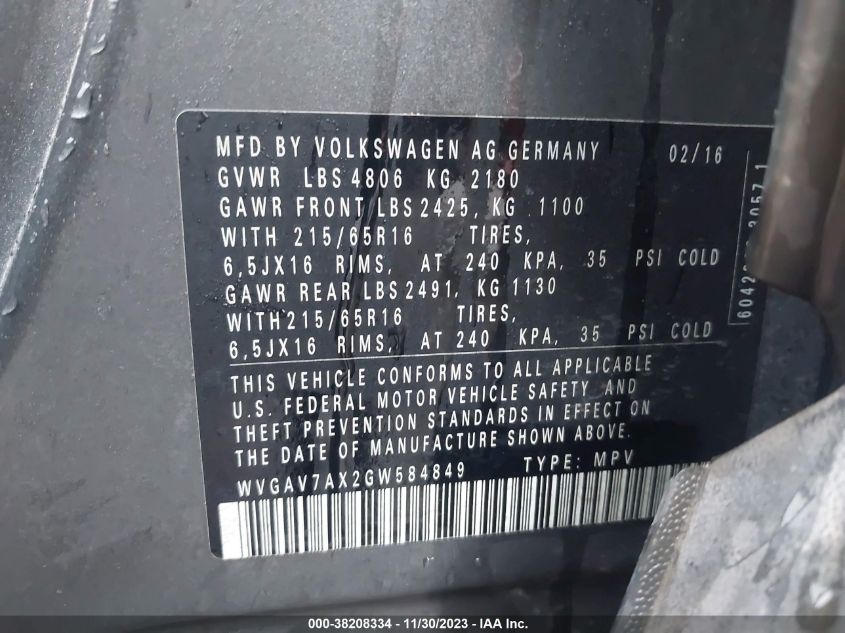 MFD BY VOLKSWAGEN AG GERMANY 02/16
GVWR LBS 4806 KG 2180
GAWR FRONT LBS 2425, KG 1100
WITH 215/65R16 TIRES,
6,5JX16 RIMS, AT 240 KPA, 35 PSI COLD
GAWR REAR LBS 2491, KG 1130
WITH 215/65R16 TIRES,
6,5JX16 RIMS, AT 240 KPA, 35 PSI COLD
THIS VEHICLE CONFORMS TO ALL APPLICABLE
U.S. FEDERAL MOTOR VEHICLE SAFETY AND
THEFT PREVENTION STANDARDS IN EFFECT ON
THE DATE OF MANUFACTURE SHOWN ABOVE.
WVGAV7AX2GW584849 TYPE: MPV
000-38208334 - 11/30/2023 - IAA Inc.